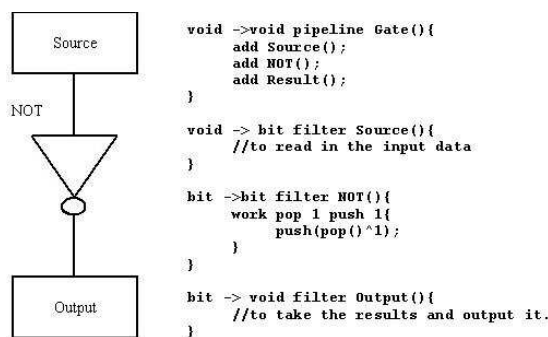 Source
NOT
Output
void ->void pipeline Gate(){
add Source();
add NOT();
add Result();
}
void -> bit filter Source(){
//to read in the input data
}
bit ->bit filter NOT(){
work pop 1 push 1{
push(pop()^1);
}
}
bit -> void filter Output(){
//to take the results and output it.
}